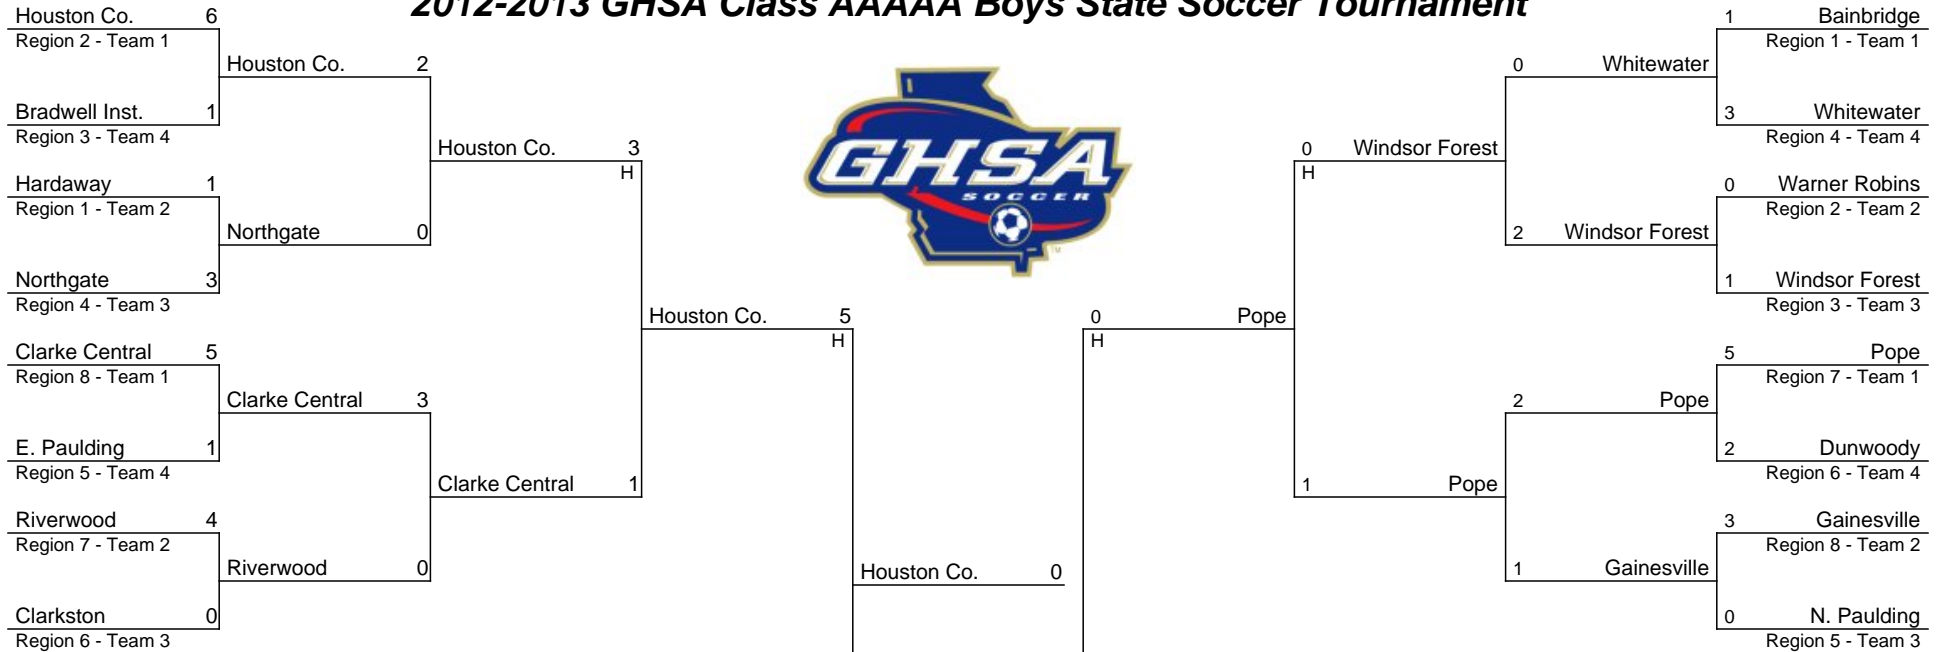 2012-2013 GHSA Class AAAAA Boys State Soccer Tournament
Houston Co. 6
Region 2 - Team 1
Houston Co. 2
Bradwell Inst. 1
Region 3 - Team 4
Houston Co. 3
H
Hardaway 1
Region 1 - Team 2
Northgate 0
Northgate 3
Region 4 - Team 3
Houston Co. 5
H
Clarke Central 5
Region 8 - Team 1
Clarke Central 3
E. Paulding 1
Region 5 - Team 4
Clarke Central 1
Riverwood 4
Region 7 - Team 2
Riverwood 0
Clarkston 0
Region 6 - Team 3
Houston Co. 0
GHSA
SOCCER
TM
1 Bainbridge
Region 1 - Team 1
0 Whitewater
3 Whitewater
Region 4 - Team 4
0 Windsor Forest
H
0 Warner Robins
Region 2 - Team 2
2 Windsor Forest
1 Windsor Forest
Region 3 - Team 3
0 Pope
H
5 Pope
Region 7 - Team 1
2 Pope
2 Dunwoody
Region 6 - Team 4
1 Pope
3 Gainesville
Region 8 - Team 2
1 Gainesville
0 N. Paulding
Region 5 - Team 3